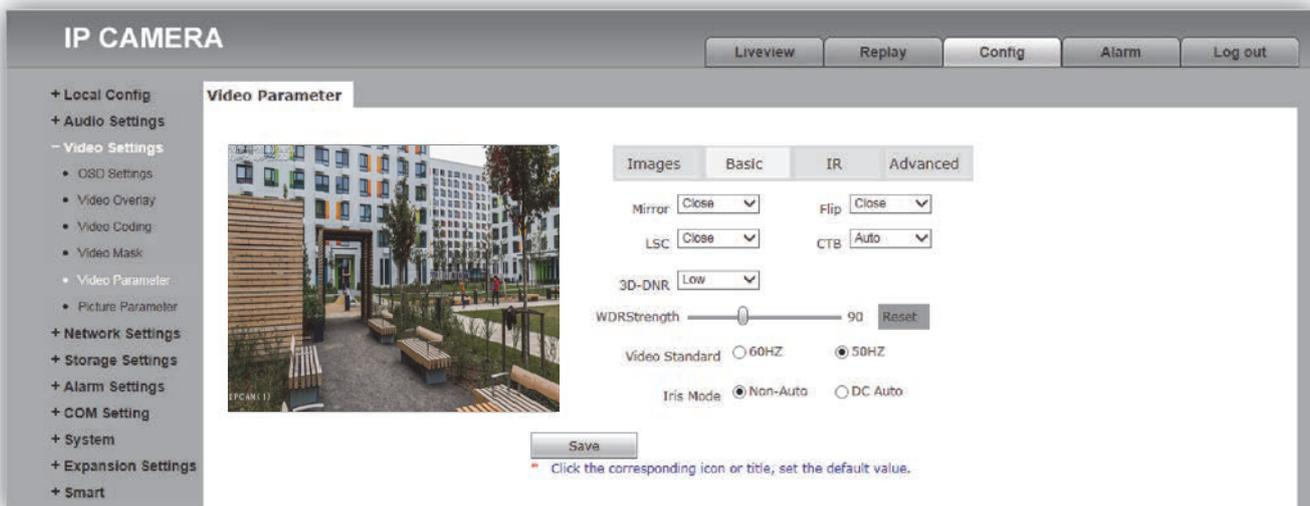 IP CAMERA
Liveview Replay Config Alarm Log out
+ Local Config
+ Audio Settings
− Video Settings
• OSD Settings
• Video Overlay
• Video Coding
• Video Mask
• Video Parameter
• Picture Parameter
+ Network Settings
+ Storage Settings
+ Alarm Settings
+ COM Setting
+ System
+ Expansion Settings
+ Smart
Video Parameter
IPCAM(1)
Images Basic IR Advanced
Mirror Close Flip Close
LSC Close CTB Auto
3D-DNR Low
WDRStrength 90 Reset
Video Standard 60HZ 50HZ
Iris Mode Non-Auto DC Auto
Save
* Click the corresponding icon or title, set the default value.